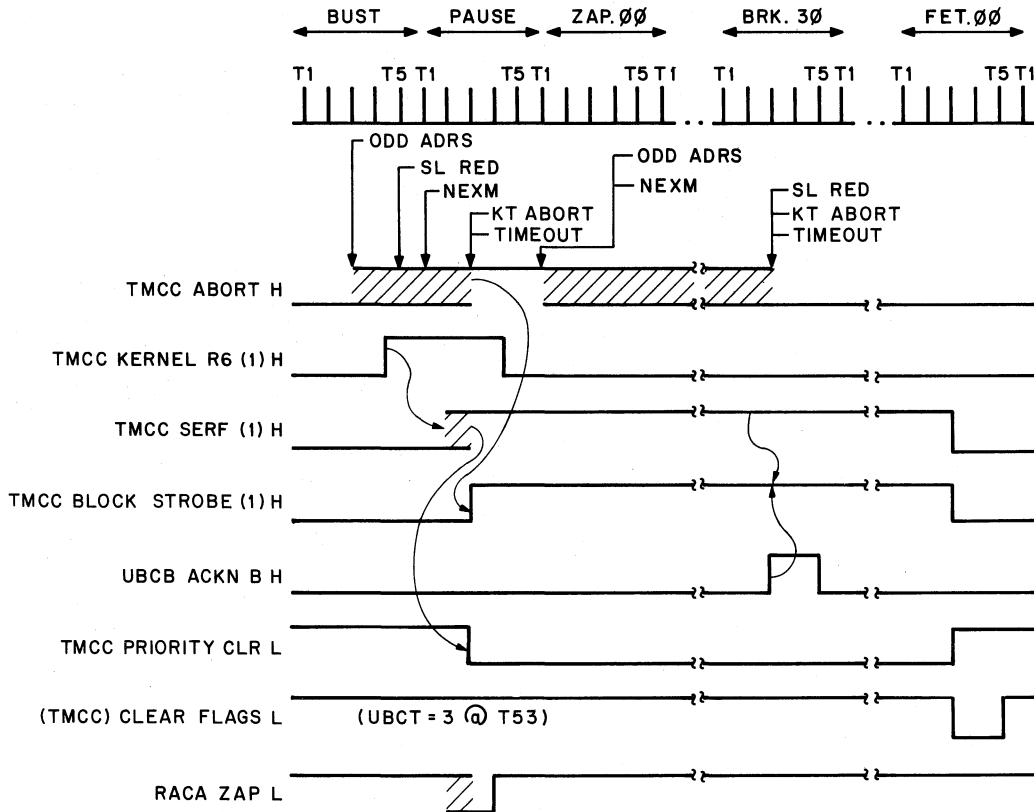 BUST PAUSE ZAP.ØØ BRK. 3Ø FET.ØØ
T1 T5 T1 T5 T1 T5 T1 T1 T5 T1 T1 T5 T1
ODD ADRS
SL RED
NEXM
KT ABORT
TIMEOUT
ODD ADRS
NEXM
SL RED
KT ABORT
TIMEOUT
TMCC ABORT H
TMCC KERNEL R6 (1) H
TMCC SERF (1) H
TMCC BLOCK STROBE (1) H
UBCB ACKN B H
TMCC PRIORITY CLR L
(TMCC) CLEAR FLAGS L (UBCT = 3 @ T53)
RACA ZAP L